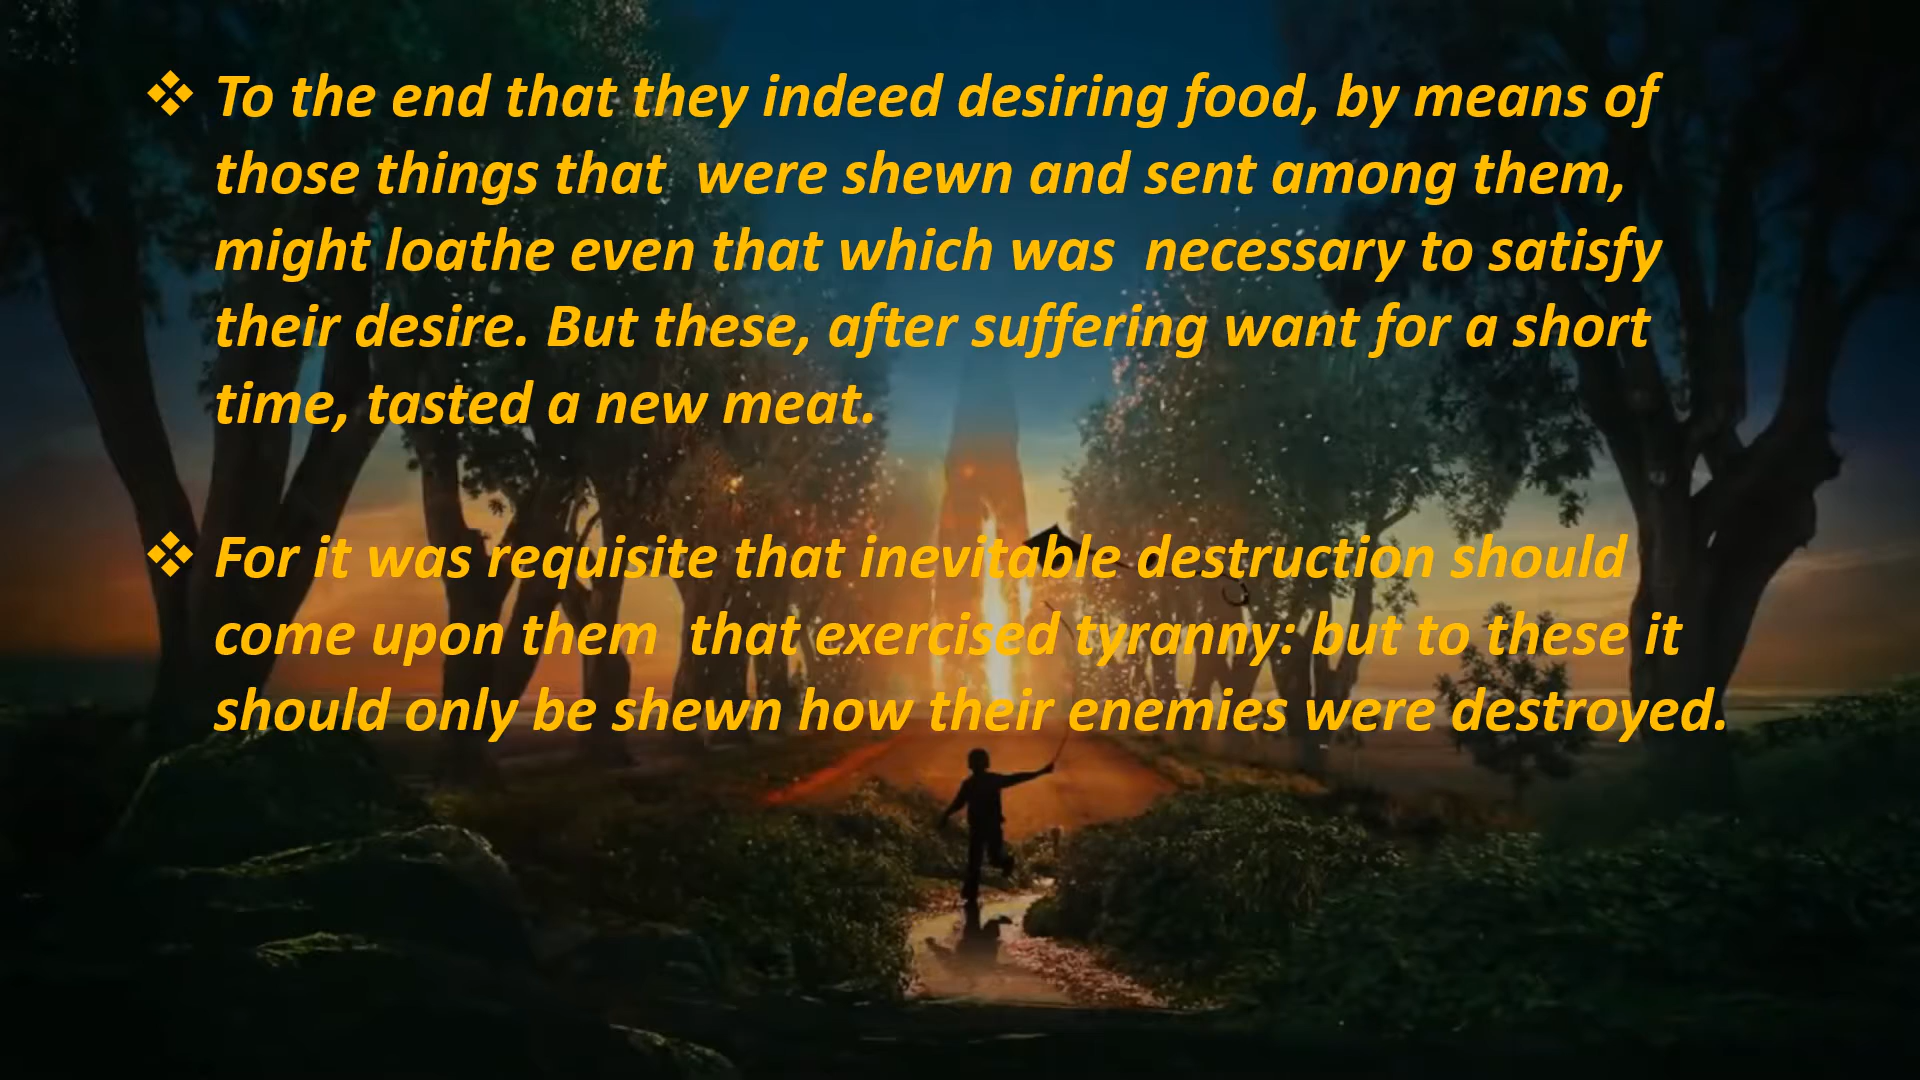 ❖ To the end that they indeed desiring food, by means of
those things that  were shewn and sent among them,
might loathe even that which was  necessary to satisfy
their desire. But these, after suffering want for a short
time, tasted a new meat.
❖ For it was requisite that inevitable destruction should
come upon them  that exercised tyranny: but to these it
should only be shewn how their enemies were destroyed.